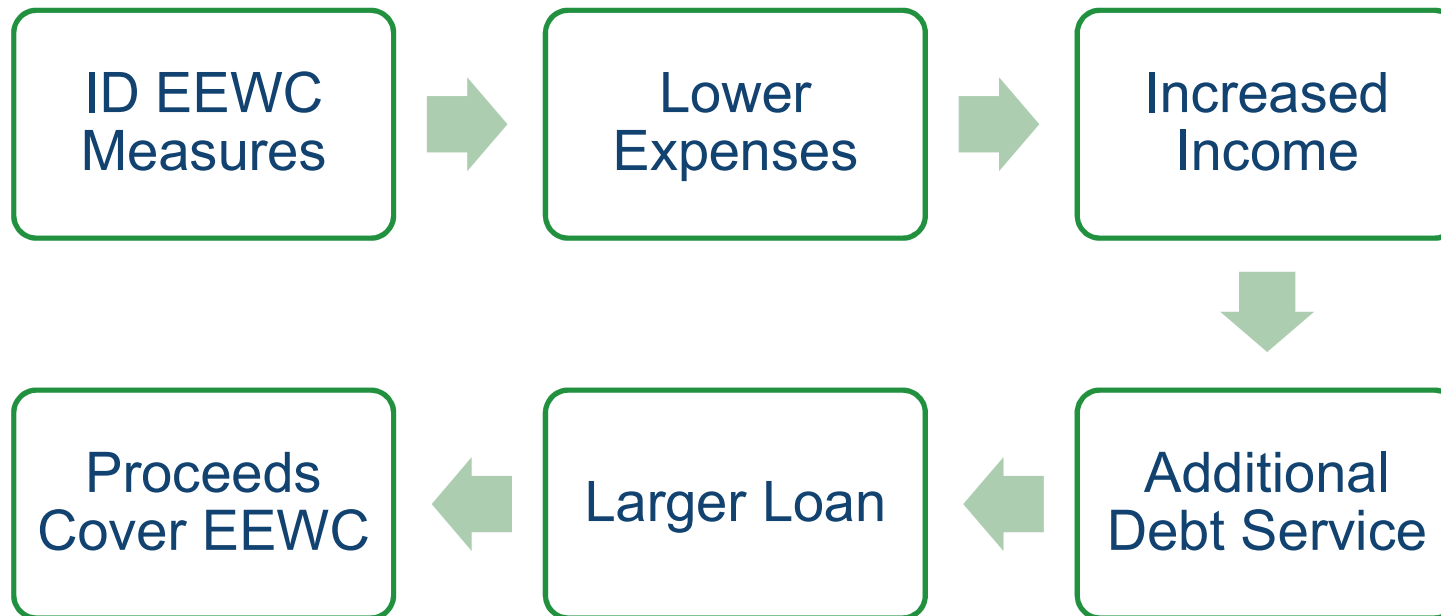 ID EEWC
Measures
Lower
Expenses
Increased
Income
Additional
Debt Service
Larger Loan
Proceeds
Cover EEWC